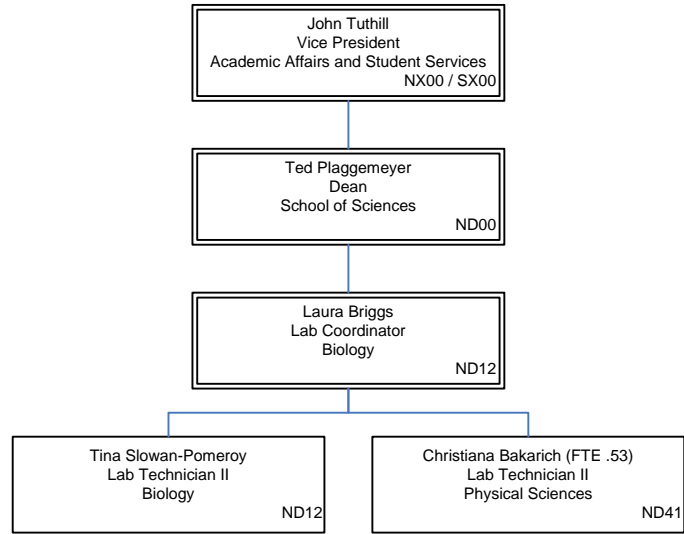 John Tuthill
Vice President
Academic Affairs and Student Services
NX00 / SX00
Ted Plaggemeyer
Dean
School of Sciences
ND00
Laura Briggs
Lab Coordinator
Biology
ND12
Tina Slowan-Pomeroy
Lab Technician II
Biology
ND12
Christiana Bakarich (FTE .53)
Lab Technician II
Physical Sciences
ND41